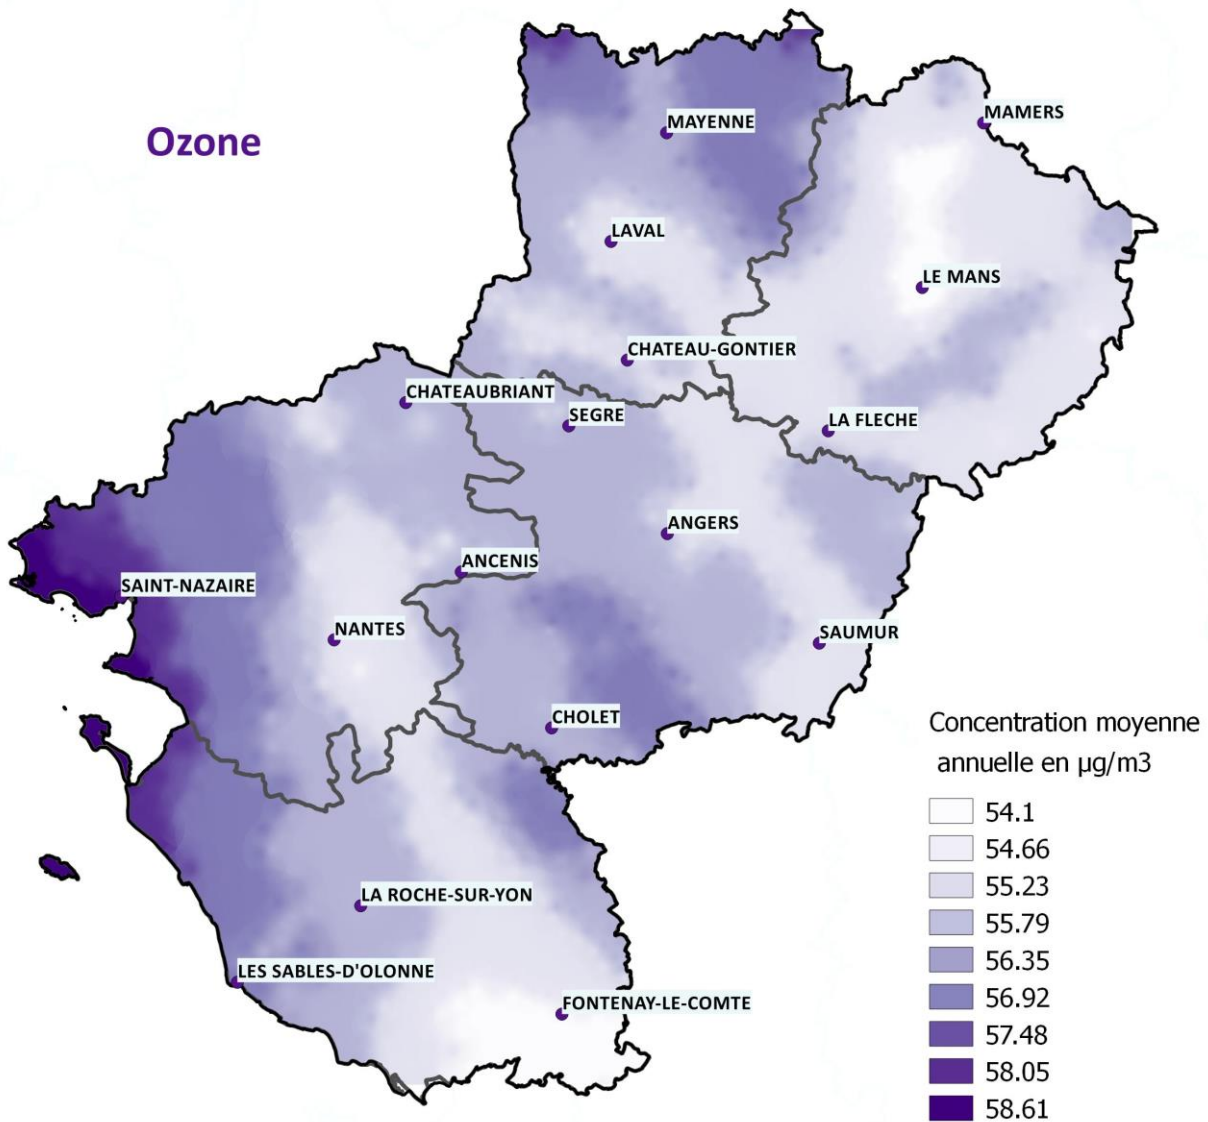 Ozone
MAYENNE
MAMERS
LAVAL
LE MANS
CHATEAU-GONTIER
CHATEAUBRIANT
SEGRE
LA FLECHE
ANGERS
ANCENIS
SAINT-NAZAIRE
NANTES
SAUMUR
CHOLET
LA ROCHE-SUR-YON
LES SABLES-D'OLONNE
FONTENAY-LE-COMTE
Concentration moyenne
annuelle en µg/m3
54.1
54.66
55.23
55.79
56.35
56.92
57.48
58.05
58.61